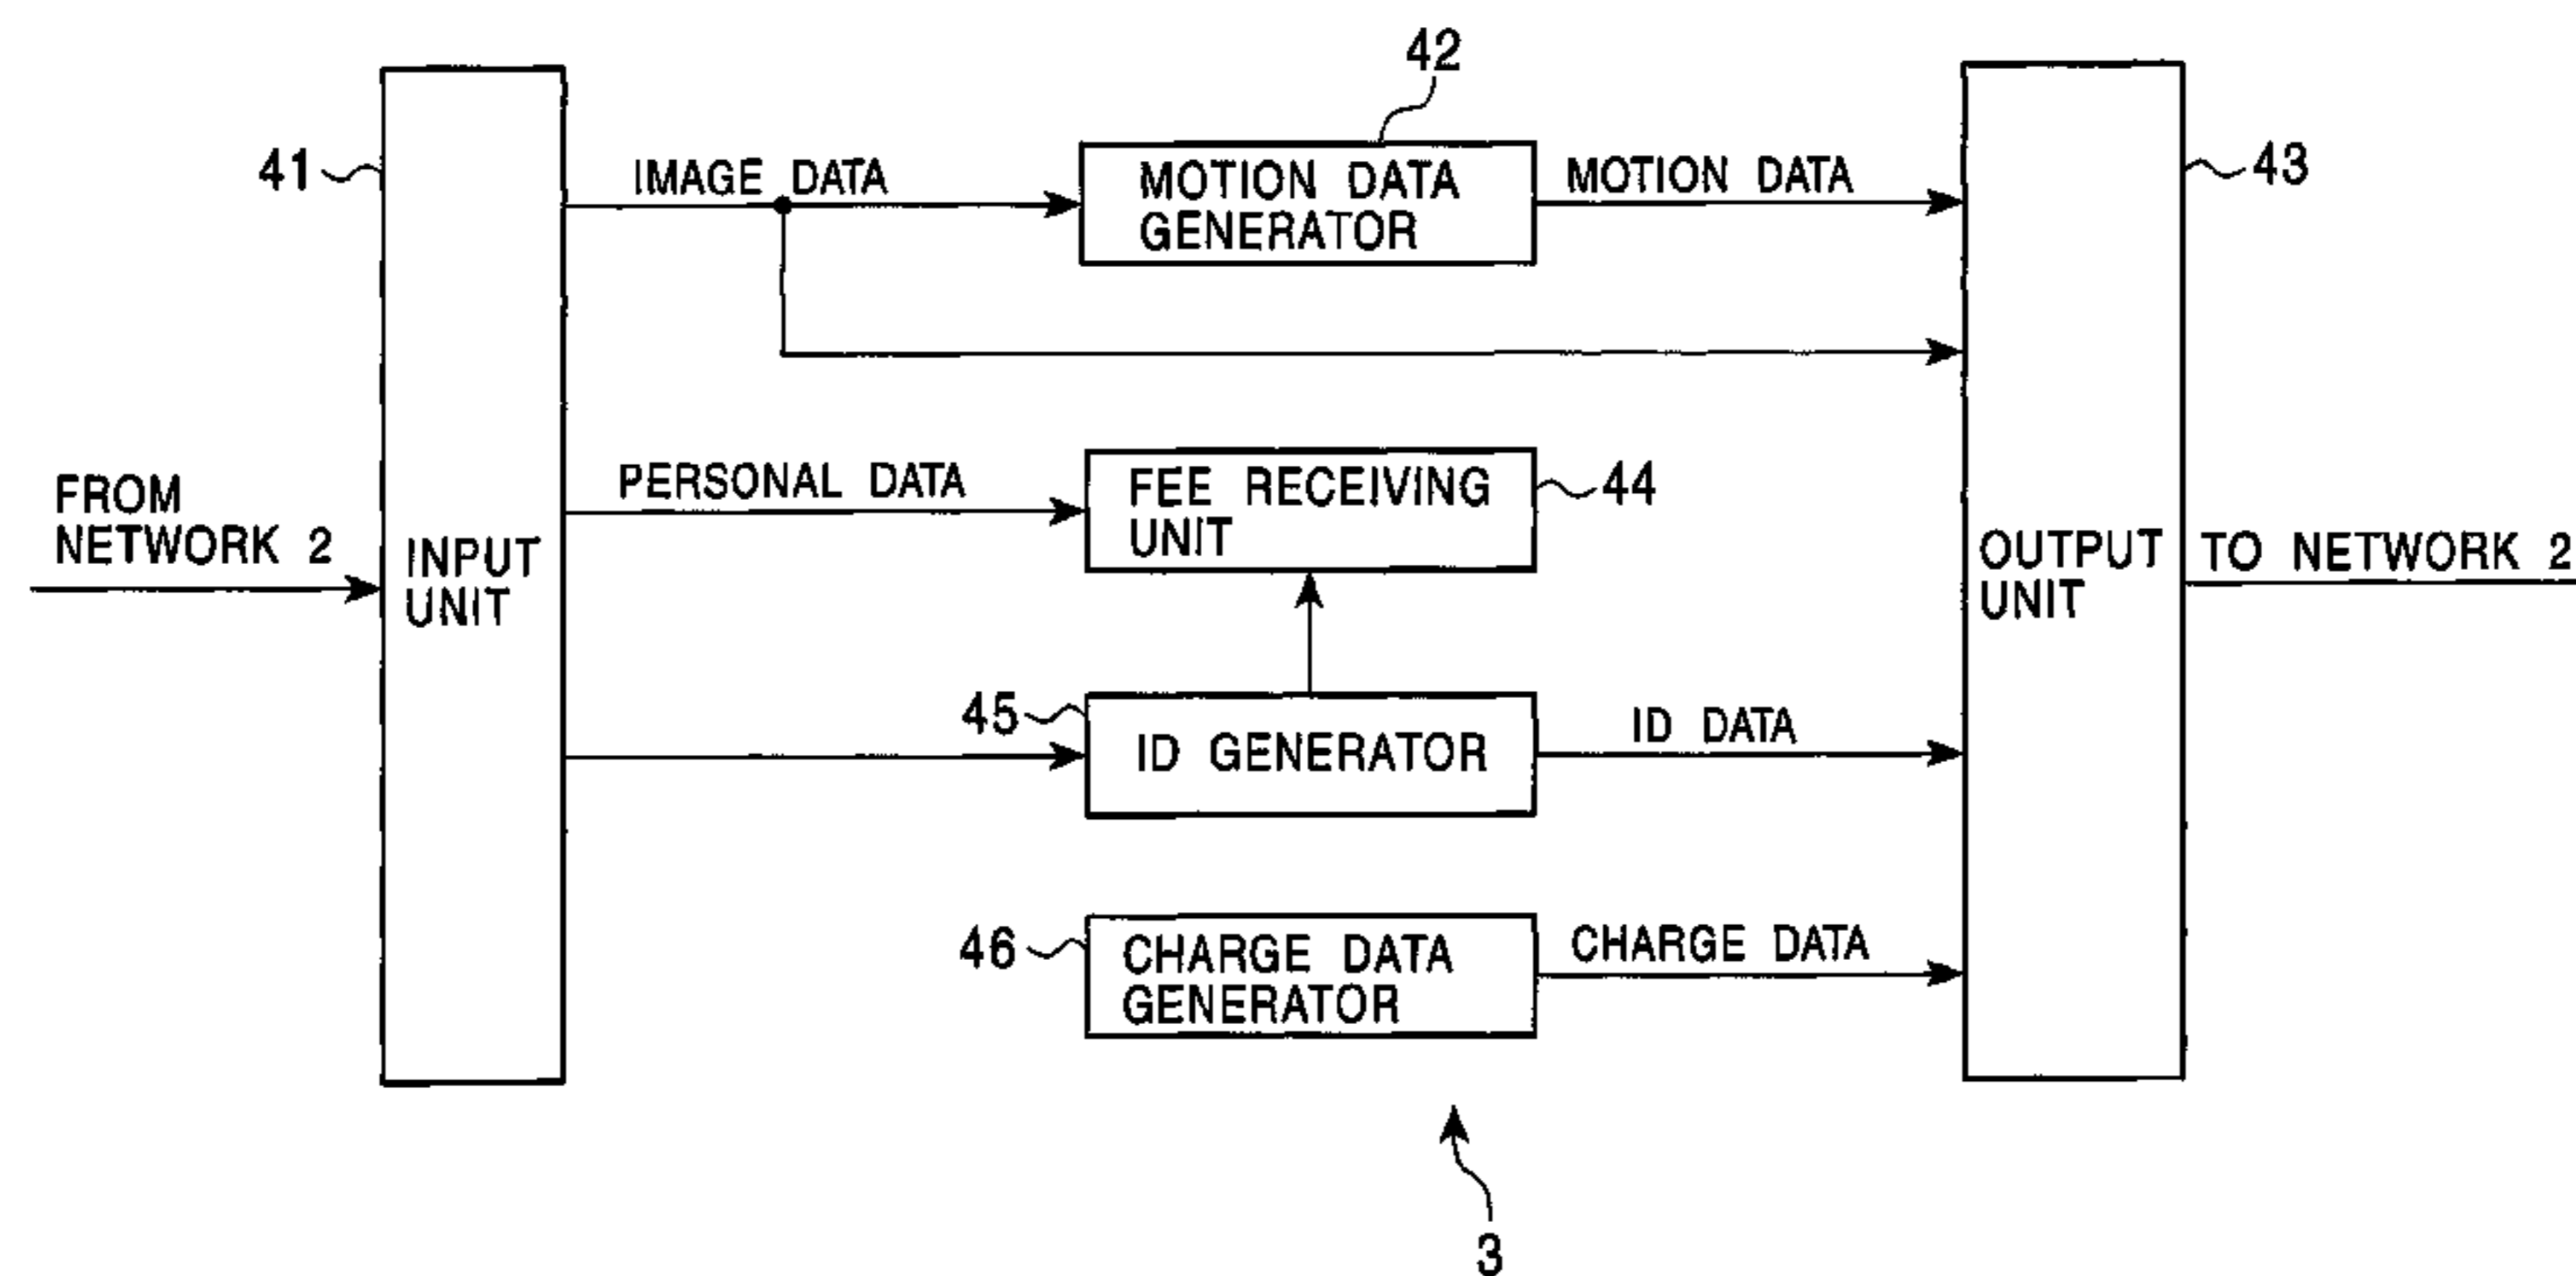 42
41
IMAGE DATA
MOTION DATA
GENERATOR
MOTION DATA
43
FROM
NETWORK 2
INPUT
UNIT
PERSONAL DATA
FEE RECEIVING
UNIT
44
OUTPUT
UNIT
TO NETWORK 2
45
ID GENERATOR
ID DATA
46
CHARGE DATA
GENERATOR
CHARGE DATA
3